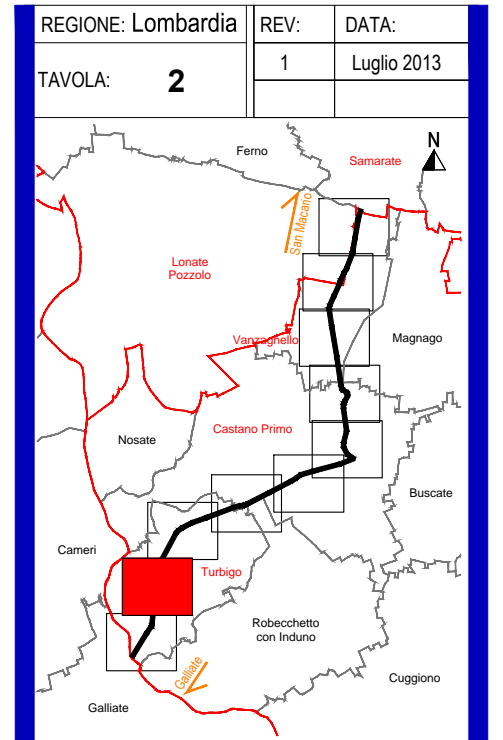 REGIONE: Lombardia
REV:
DATA:
TAVOLA: 2
1
Luglio 2013
Ferno
Samarate
N
San Macario
Lonate
Pozzolo
Vanzaghello
Magnago
Castano Primo
Nosate
Buscate
Cameri
Turbigo
Robecchetto
con Induno
Galliate
Cuggiono
Galliate